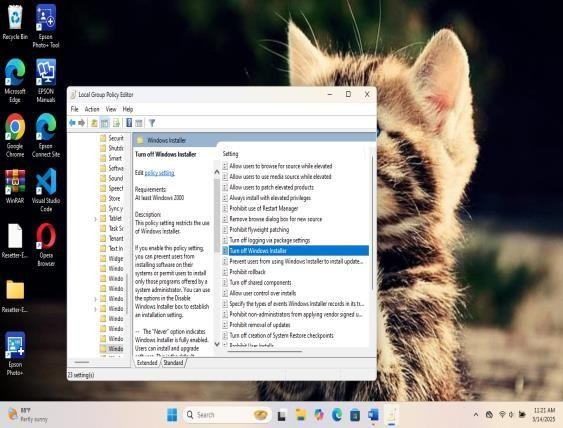 Recycle Bin
Epson
Photo+ Tool
Microsoft
Edge
EPSON
Manuals
Google
Chrome
Epson
Connect Site
WinRAR
Visual Studio
Code
Resetter-E...
Opera
Browser
Resetter-E...
Epson
Photo+
Local Group Policy Editor
File Action View Help
Securit
Shutdo
Smart
Softwa
Sound
Speech
Store
Sync y
Tablet
Task Sc
Tenant
Text In
Widge
Windo
Windo
Windo
Windo
Windo
Windo
Windo
Windo
Windows Installer
Turn off Windows Installer
Edit policy setting.
Requirements:
At least Windows 2000
Description:
This policy setting restricts the use
of Windows Installer.
If you enable this policy setting,
you can prevent users from
installing software on their
systems or permit users to install
only those programs offered by a
system administrator. You can use
the options in the Disable
Windows Installer box to establish
an installation setting.
-- The "Never" option indicates
Windows Installer is fully enabled.
Users can install and upgrade
Setting
Allow users to browse for source while elevated
Allow users to use media source while elevated
Allow users to patch elevated products
Always install with elevated privileges
Prohibit use of Restart Manager
Remove browse dialog box for new source
Prohibit flyweight patching
Turn off logging via package settings
Turn off Windows Installer
Prevent users from using Windows Installer to install update...
Prohibit rollback
Turn off shared components
Allow user control over installs
Specify the types of events Windows Installer records in its tr...
Prohibit non-administrators from applying vendor signed u...
Prohibit removal of updates
Turn off creation of System Restore checkpoints
Prohibit User Installs
Extended Standard
23 setting(s)
88°F
Partly sunny
Search
11:21 AM
3/14/2025